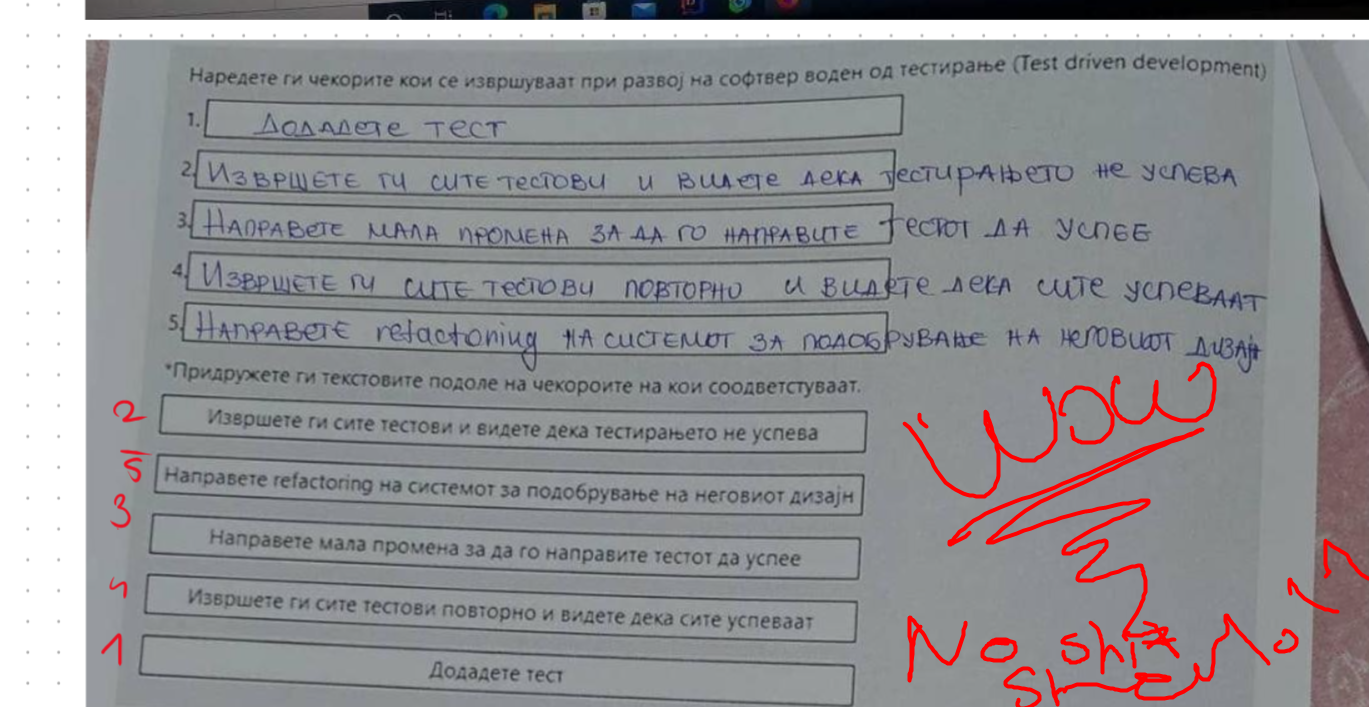 Наредете ги чекорите кои се извршуваат при развој на софтвер воден од тестирање (Test driven development)
1. Додадете тест
2. Извршете ги сите тестови и видете дека тестирањето не успева
3. Направете мала промена за да го направите тестот да успее
4. Извршете ги сите тестови повторно и видете дека сите успеваат
5. Направете refactoring на системот за подобрување на неговиот дизајн
*Придружете ги текстовите подоле на чекороите на кои соодветствуваат.
2 Извршете ги сите тестови и видете дека тестирањето не успева
5 Направете refactoring на системот за подобрување на неговиот дизајн
3 Направете мала промена за да го направите тестот да успее
4 Извршете ги сите тестови повторно и видете дека сите успеваат
1 Додадете тест
WOW
No shit